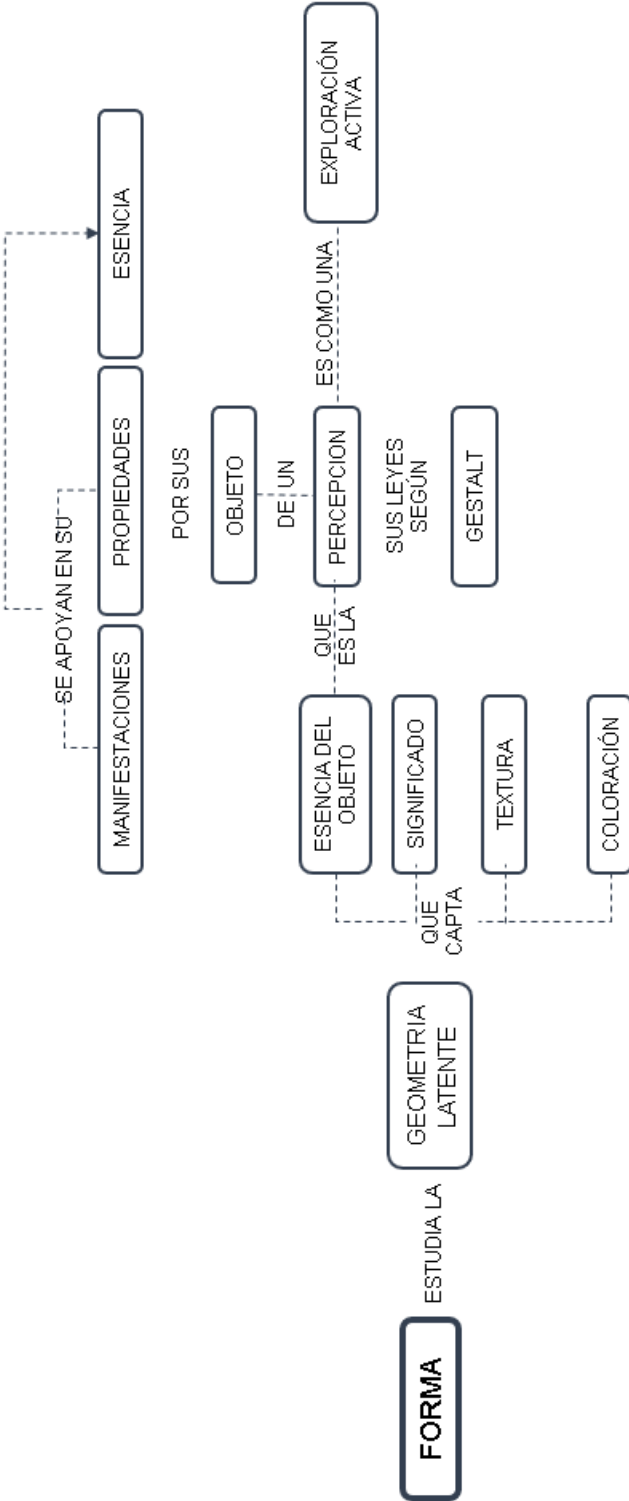 FORMA
ESTUDIA LA
GEOMETRIA
LATENTE
QUE
CAPTA
ESENCIA DEL
OBJETO
SIGNIFICADO
TEXTURA
COLORACIÓN
QUE
ES LA
PERCEPCION
ES COMO UNA
EXPLORACIÓN
ACTIVA
SUS LEYES
SEGÚN
GESTALT
DE UN
OBJETO
POR SUS
MANIFESTACIONES
PROPIEDADES
SE APOYAN EN SU
ESENCIA